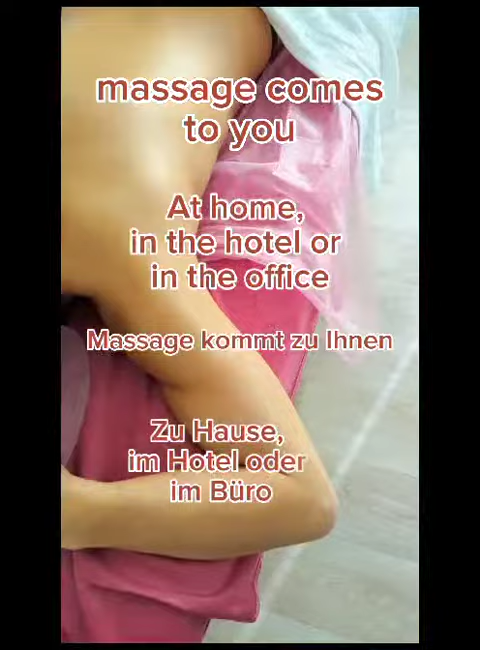 massage comes
to you
At home,
in the hotel or
in the office
Massage kommt zu Ihnen
Zu Hause,
im Hotel oder
im Büro